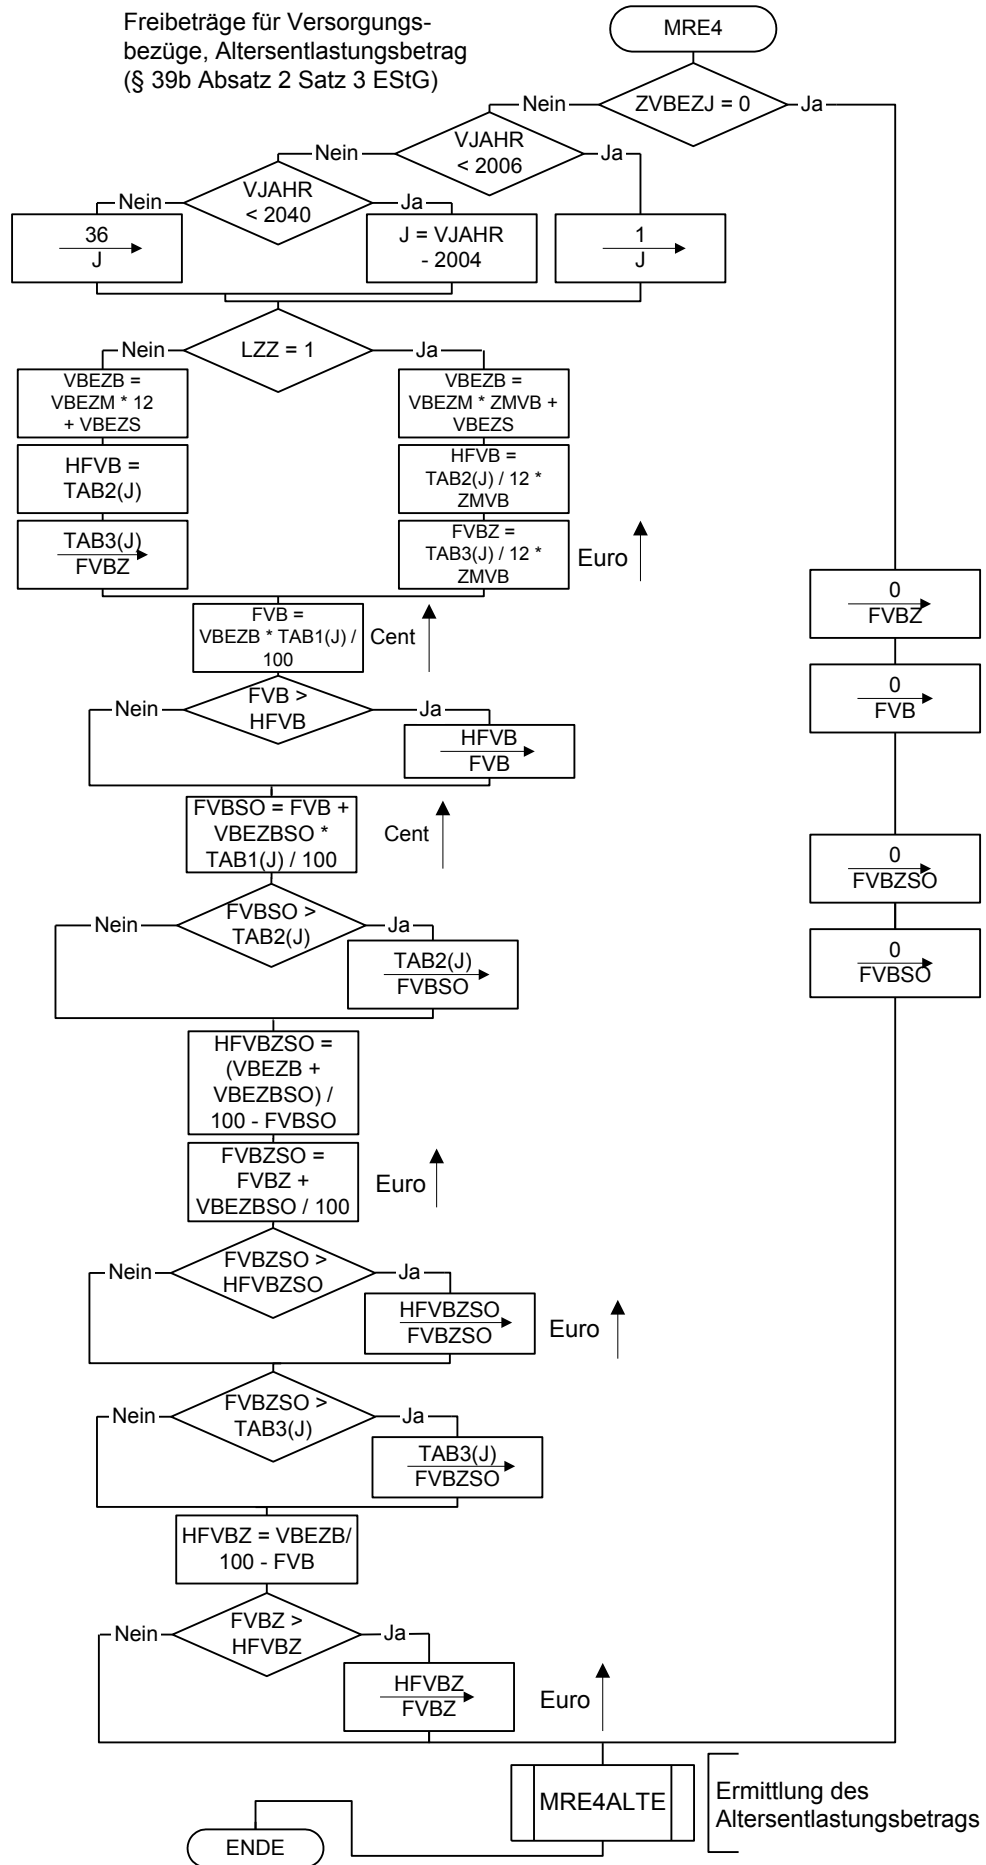 Freibeträge für Versorgungs-
bezüge, Altersentlastungsbetrag
(§ 39b Absatz 2 Satz 3 EStG)
MRE4
ZVBEZJ = 0
Nein
Ja
VJAHR
< 2006
Nein
Ja
VJAHR
< 2040
Nein
Ja
36
J
J = VJAHR
- 2004
1
J
LZZ = 1
Nein
Ja
VBEZB =
VBEZM * 12
+ VBEZS
VBEZB =
VBEZM * ZMVB +
VBEZS
HFVB =
TAB2(J)
HFVB =
TAB2(J) / 12 *
ZMVB
TAB3(J)
FVBZ
FVBZ =
TAB3(J) / 12 *
ZMVB
Euro
0
FVBZ
FVB =
VBEZB * TAB1(J) /
100
Cent
0
FVB
FVB >
HFVB
Nein
Ja
HFVB
FVB
FVBSO = FVB +
VBEZBSO *
TAB1(J) / 100
Cent
0
FVBZSO
FVBSO >
TAB2(J)
Nein
Ja
TAB2(J)
FVBSO
0
FVBSO
HFVBZSO =
(VBEZB +
VBEZBSO) /
100 - FVBSO
FVBZSO =
FVBZ +
VBEZBSO / 100
Euro
FVBZSO >
HFVBZSO
Nein
Ja
HFVBZSO
FVBZSO
Euro
FVBZSO >
TAB3(J)
Nein
Ja
TAB3(J)
FVBZSO
HFVBZ = VBEZB/
100 - FVB
FVBZ >
HFVBZ
Nein
Ja
HFVBZ
FVBZ
Euro
MRE4ALTE
Ermittlung des
Altersentlastungsbetrags
ENDE